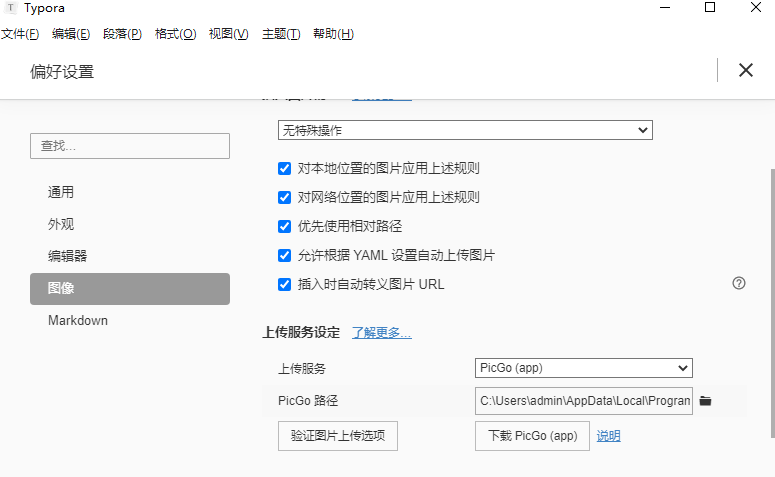 Typora
文件(F) 编辑(E) 段落(P) 格式(O) 视图(V) 主题(T) 帮助(H)
偏好设置
查找...
通用
外观
编辑器
图像
Markdown
无特殊操作
对本地位置的图片应用上述规则
对网络位置的图片应用上述规则
优先使用相对路径
允许根据 YAML 设置自动上传图片
插入时自动转义图片 URL
上传服务设定 了解更多...
上传服务 PicGo (app)
PicGo 路径 C:\Users\admin\AppData\Local\Program
验证图片上传选项 下载 PicGo (app) 说明